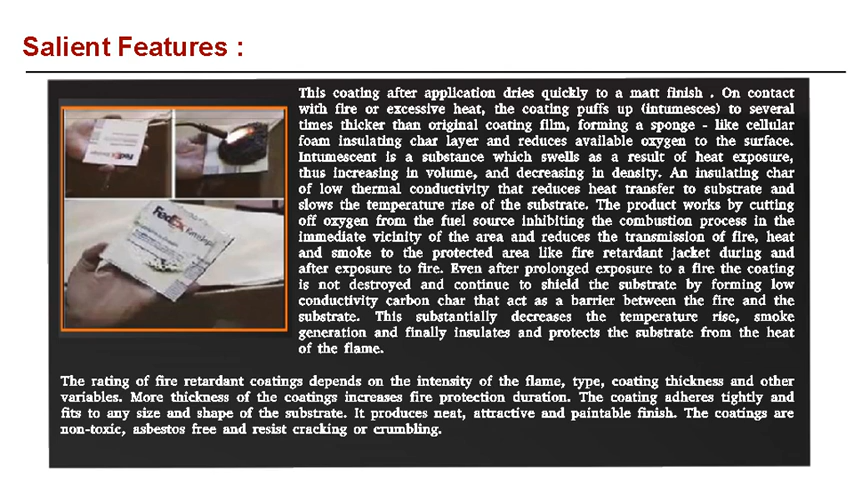 Salient Features :
This coating after application dries quickly to a matt finish . On contact
with fire or excessive heat, the coating puffs up (intumesces) to several
times thicker than original coating film, forming a sponge - like cellular
foam insulating char layer and reduces available oxygen to the surface.
Intumescent is a substance which swells as a result of heat exposure,
thus increasing in volume, and decreasing in density. An insulating char
of low thermal conductivity that reduces heat transfer to substrate and
slows the temperature rise of the substrate. The product works by cutting
off oxygen from the fuel source inhibiting the combustion process in the
immediate vicinity of the area and reduces the transmission of fire, heat
and smoke to the protected area like fire retardant jacket during and
after exposure to fire. Even after prolonged exposure to a fire the coating
is not destroyed and continue to shield the substrate by forming low
conductivity carbon char that act as a barrier between the fire and the
substrate. This substantially decreases the temperature rise, smoke
generation and finally insulates and protects the substrate from the heat
of the flame.
FedEx
FedEx
The rating of fire retardant coatings depends on the intensity of the flame, type, coating thickness and other
variables. More thickness of the coatings increases fire protection duration. The coating adheres tightly and
fits to any size and shape of the substrate. It produces neat, attractive and paintable finish. The coatings are
non-toxic, asbestos free and resist cracking or crumbling.